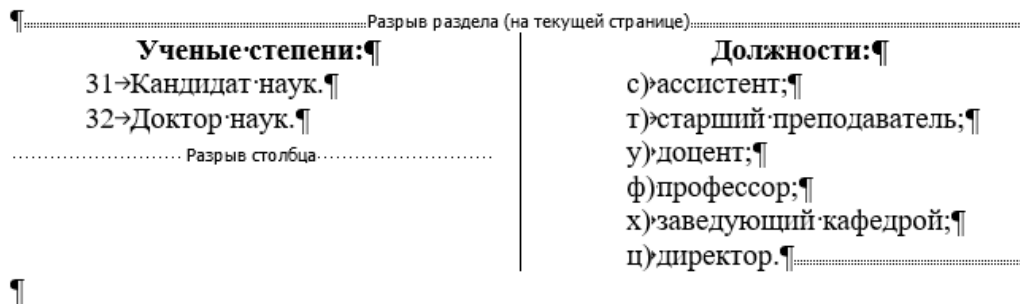 ¶ Разрыв раздела (на текущей странице)
Ученые·степени:¶
31→Кандидат·наук.¶
32→Доктор·наук.¶
Разрыв столбца
Должности:¶
с)→ассистент;¶
т)→старший·преподаватель;¶
у)→доцент;¶
ф)профессор;¶
х)→заведующий·кафедрой;¶
ц)→директор.¶
¶